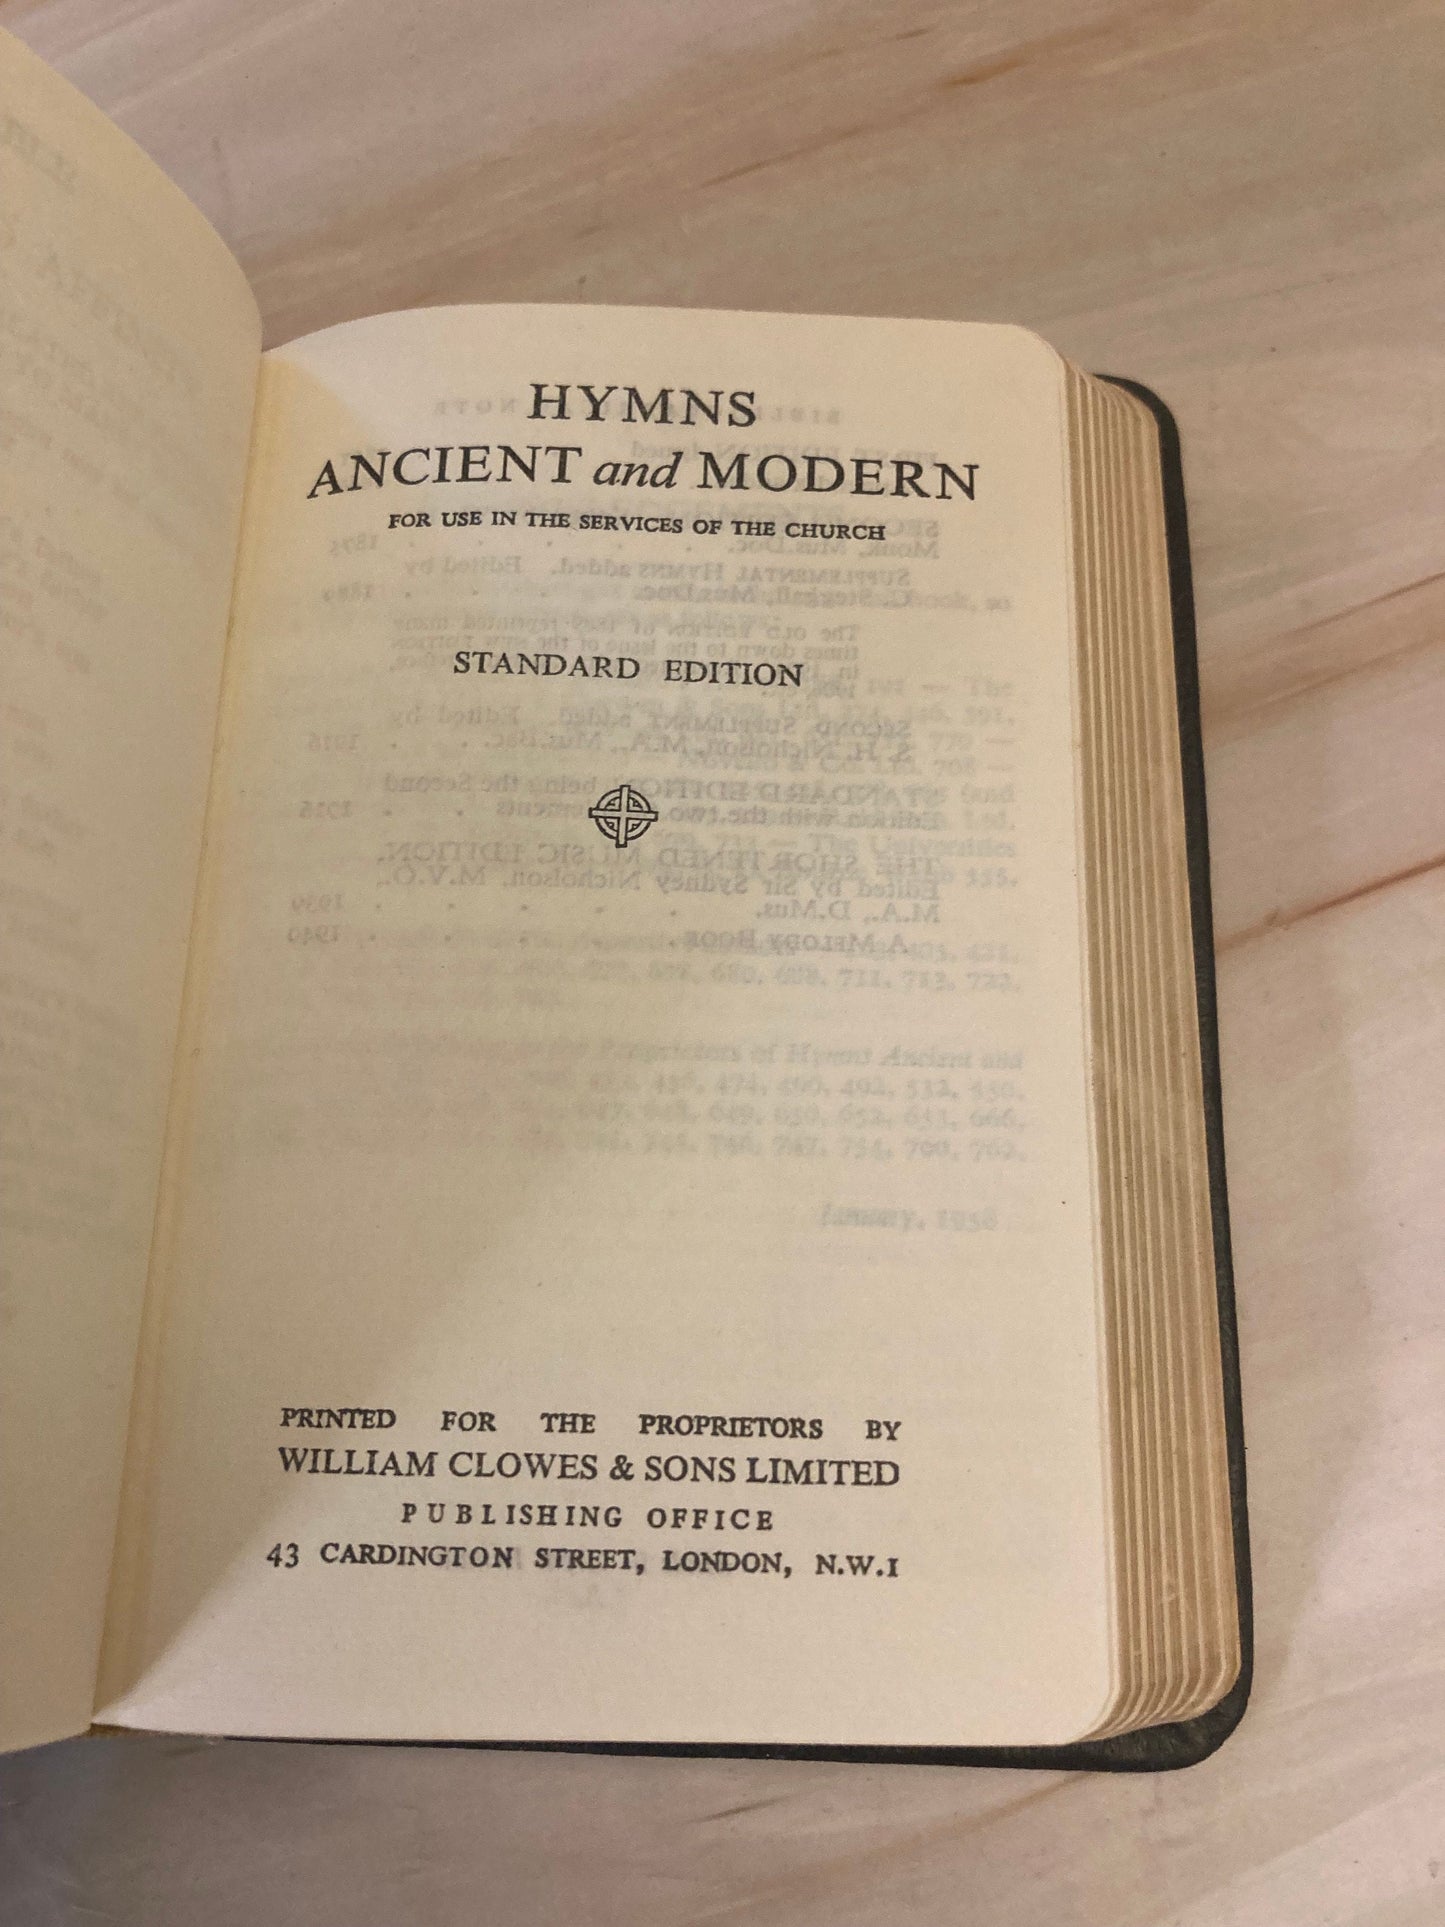 HYMNS
ANCIENT and MODERN
FOR USE IN THE SERVICES OF THE CHURCH
STANDARD EDITION
PRINTED FOR THE PROPRIETORS BY
WILLIAM CLOWES & SONS LIMITED
PUBLISHING OFFICE
43 CARDINGTON STREET, LONDON, N.W.1